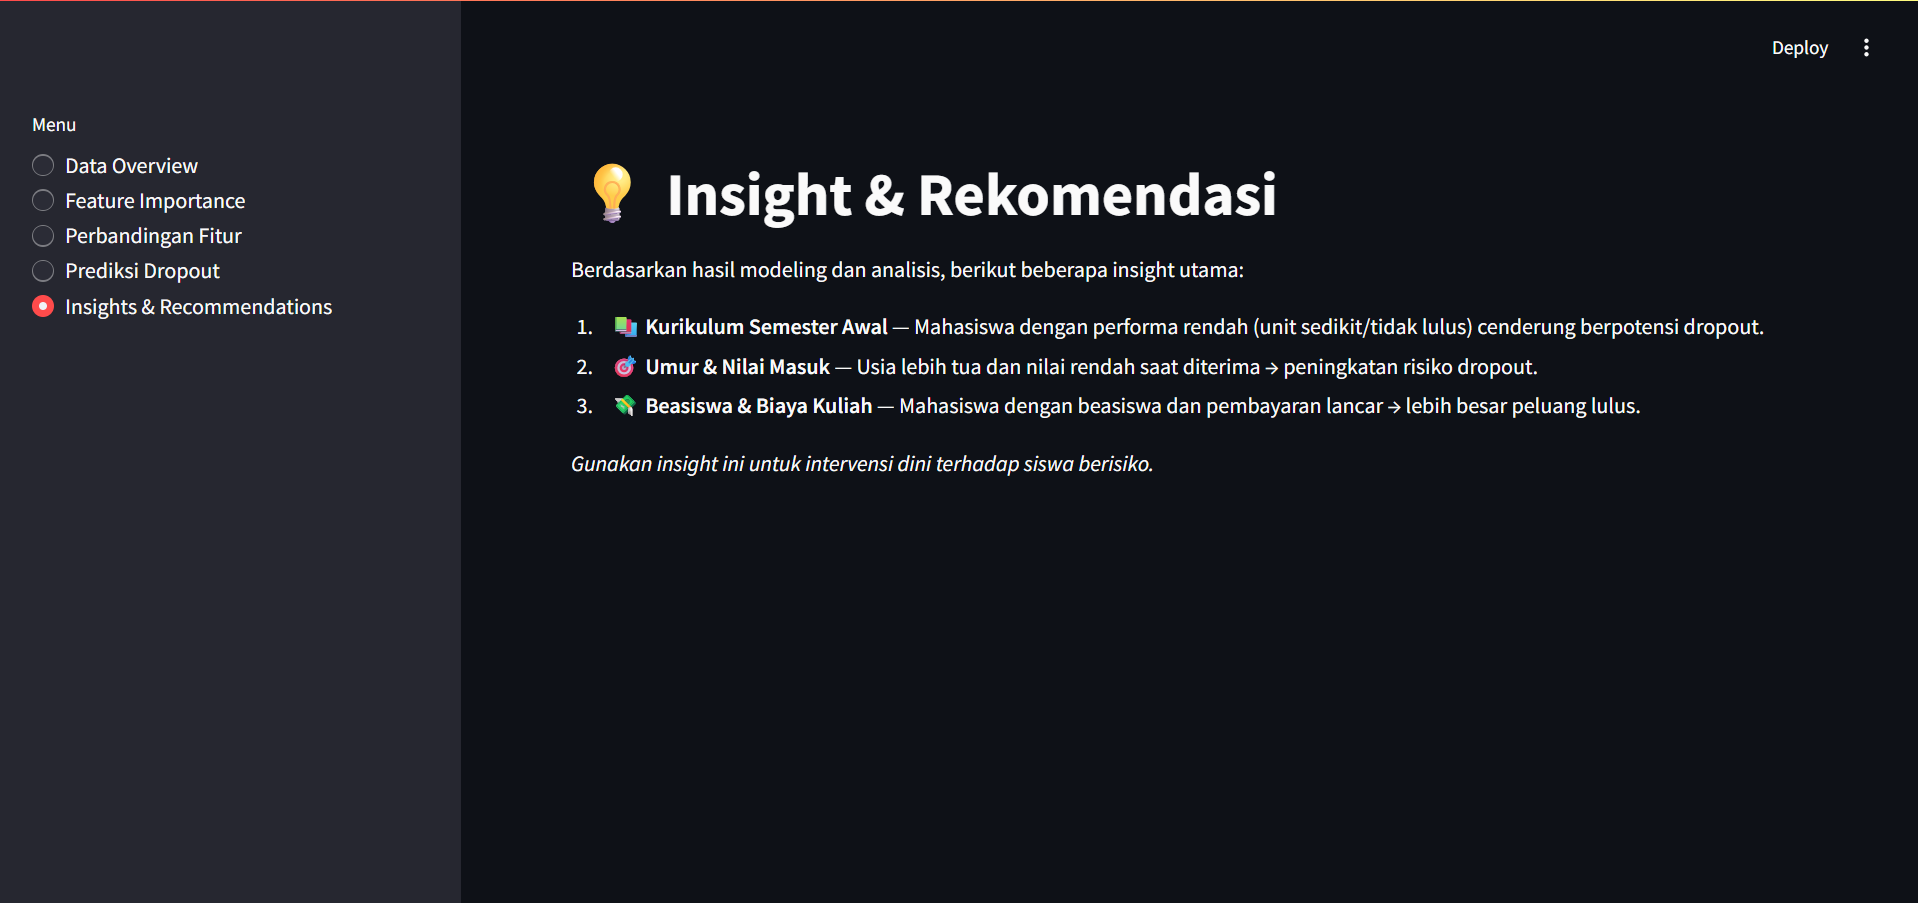 Deploy
Menu
Data Overview
Feature Importance
Perbandingan Fitur
Prediksi Dropout
Insights & Recommendations
💡 Insight & Rekomendasi
Berdasarkan hasil modeling dan analisis, berikut beberapa insight utama:
1. 📚 Kurikulum Semester Awal — Mahasiswa dengan performa rendah (unit sedikit/tidak lulus) cenderung berpotensi dropout.
2. 🎯 Umur & Nilai Masuk — Usia lebih tua dan nilai rendah saat diterima → peningkatan risiko dropout.
3. 💸 Beasiswa & Biaya Kuliah — Mahasiswa dengan beasiswa dan pembayaran lancar → lebih besar peluang lulus.
Gunakan insight ini untuk intervensi dini terhadap siswa berisiko.